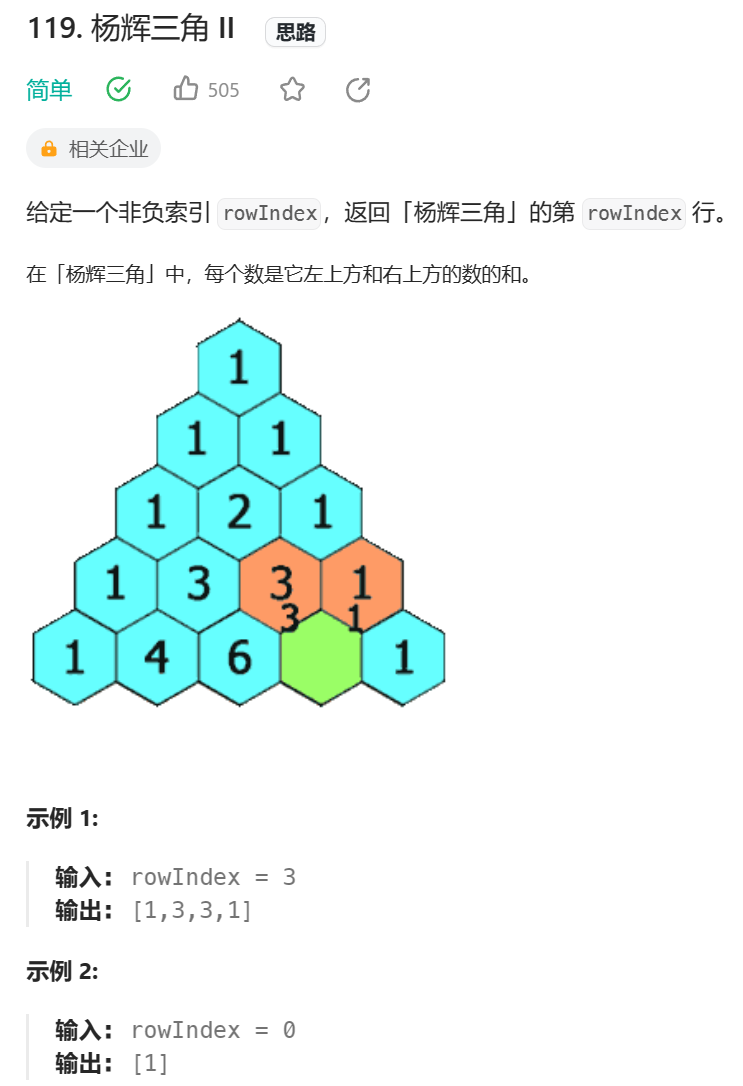 119. 杨辉三角 II 思路
简单 505
相关企业
给定一个非负索引 rowIndex，返回「杨辉三角」的第 rowIndex 行。
在「杨辉三角」中，每个数是它左上方和右上方的数的和。
1
1 1
1 2 1
1 3 3 1
3 1
1 4 6 1
示例 1:
输入: rowIndex = 3
输出: [1,3,3,1]
示例 2:
输入: rowIndex = 0
输出: [1]